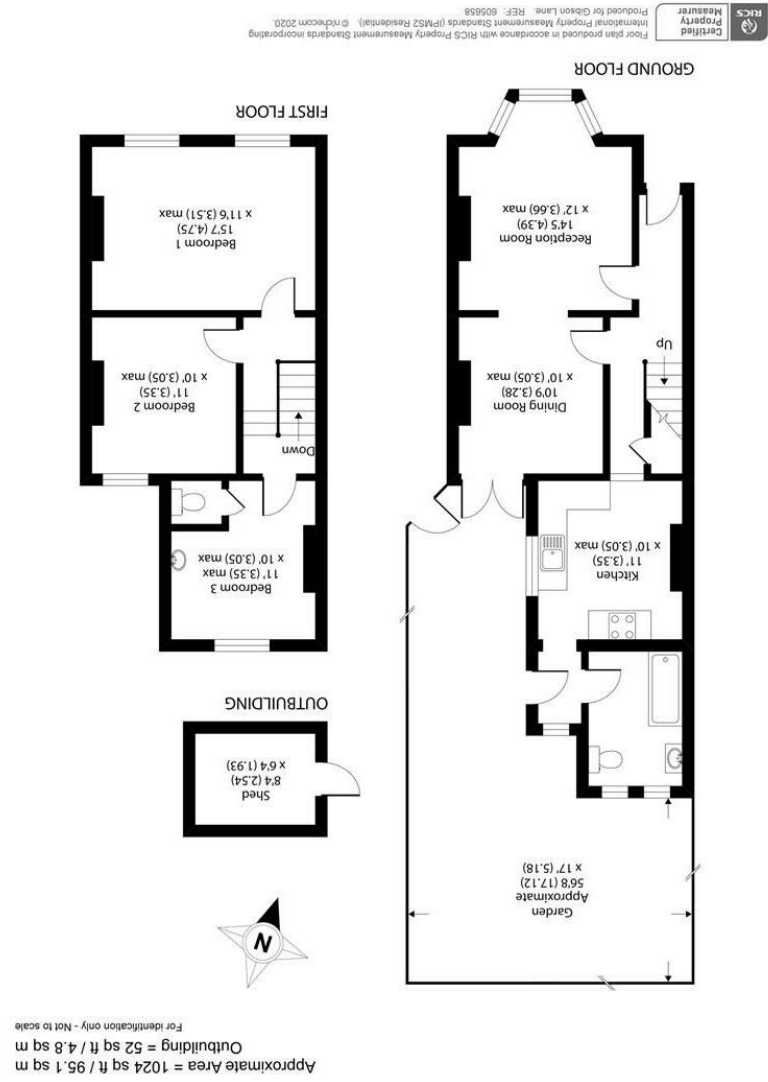 Approximate Area = 1024 sq ft / 95.1 sq m
Outbuilding = 52 sq ft / 4.8 sq m
For identification only - Not to scale
N
Garden
Approximate
56'8 (17.12)
x 17' (5.18)
Shed
8'4 (2.54)
x 6'4 (1.93)
OUTBUILDING
Kitchen
11' (3.35)
x 10' (3.05) max
Bedroom 3
11' (3.35) max
x 10' (3.05) max
Down
Up
Dining Room
10'9 (3.28)
x 10' (3.05) max
Bedroom 2
11' (3.35)
x 10' (3.05) max
Reception Room
14'5 (4.39)
x 12' (3.66) max
Bedroom 1
15'7 (4.75)
x 11'6 (3.51) max
GROUND FLOOR
FIRST FLOOR
RICS
Certified
Property
Measurer
Floor plan produced in accordance with RICS Property Measurement Standards incorporating
International Property Measurement Standards (IPMS2 Residential). © nichecom 2020.
Produced for Gibson Lane. REF: 605658